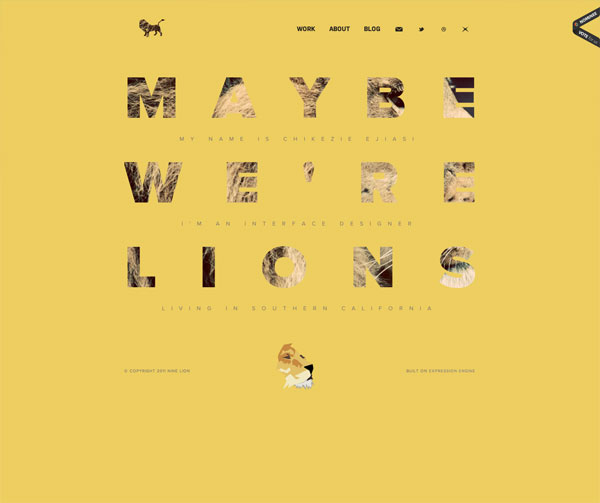 WORK ABOUT BLOG
NOMINEE
VOTE
MAYBE
MY NAME IS CHIKEZIE EJIASI
WE'RE
I'M AN INTERFACE DESIGNER
LIONS
LIVING IN SOUTHERN CALIFORNIA
© COPYRIGHT 2011 NINE LION
BUILT ON EXPRESSION ENGINE